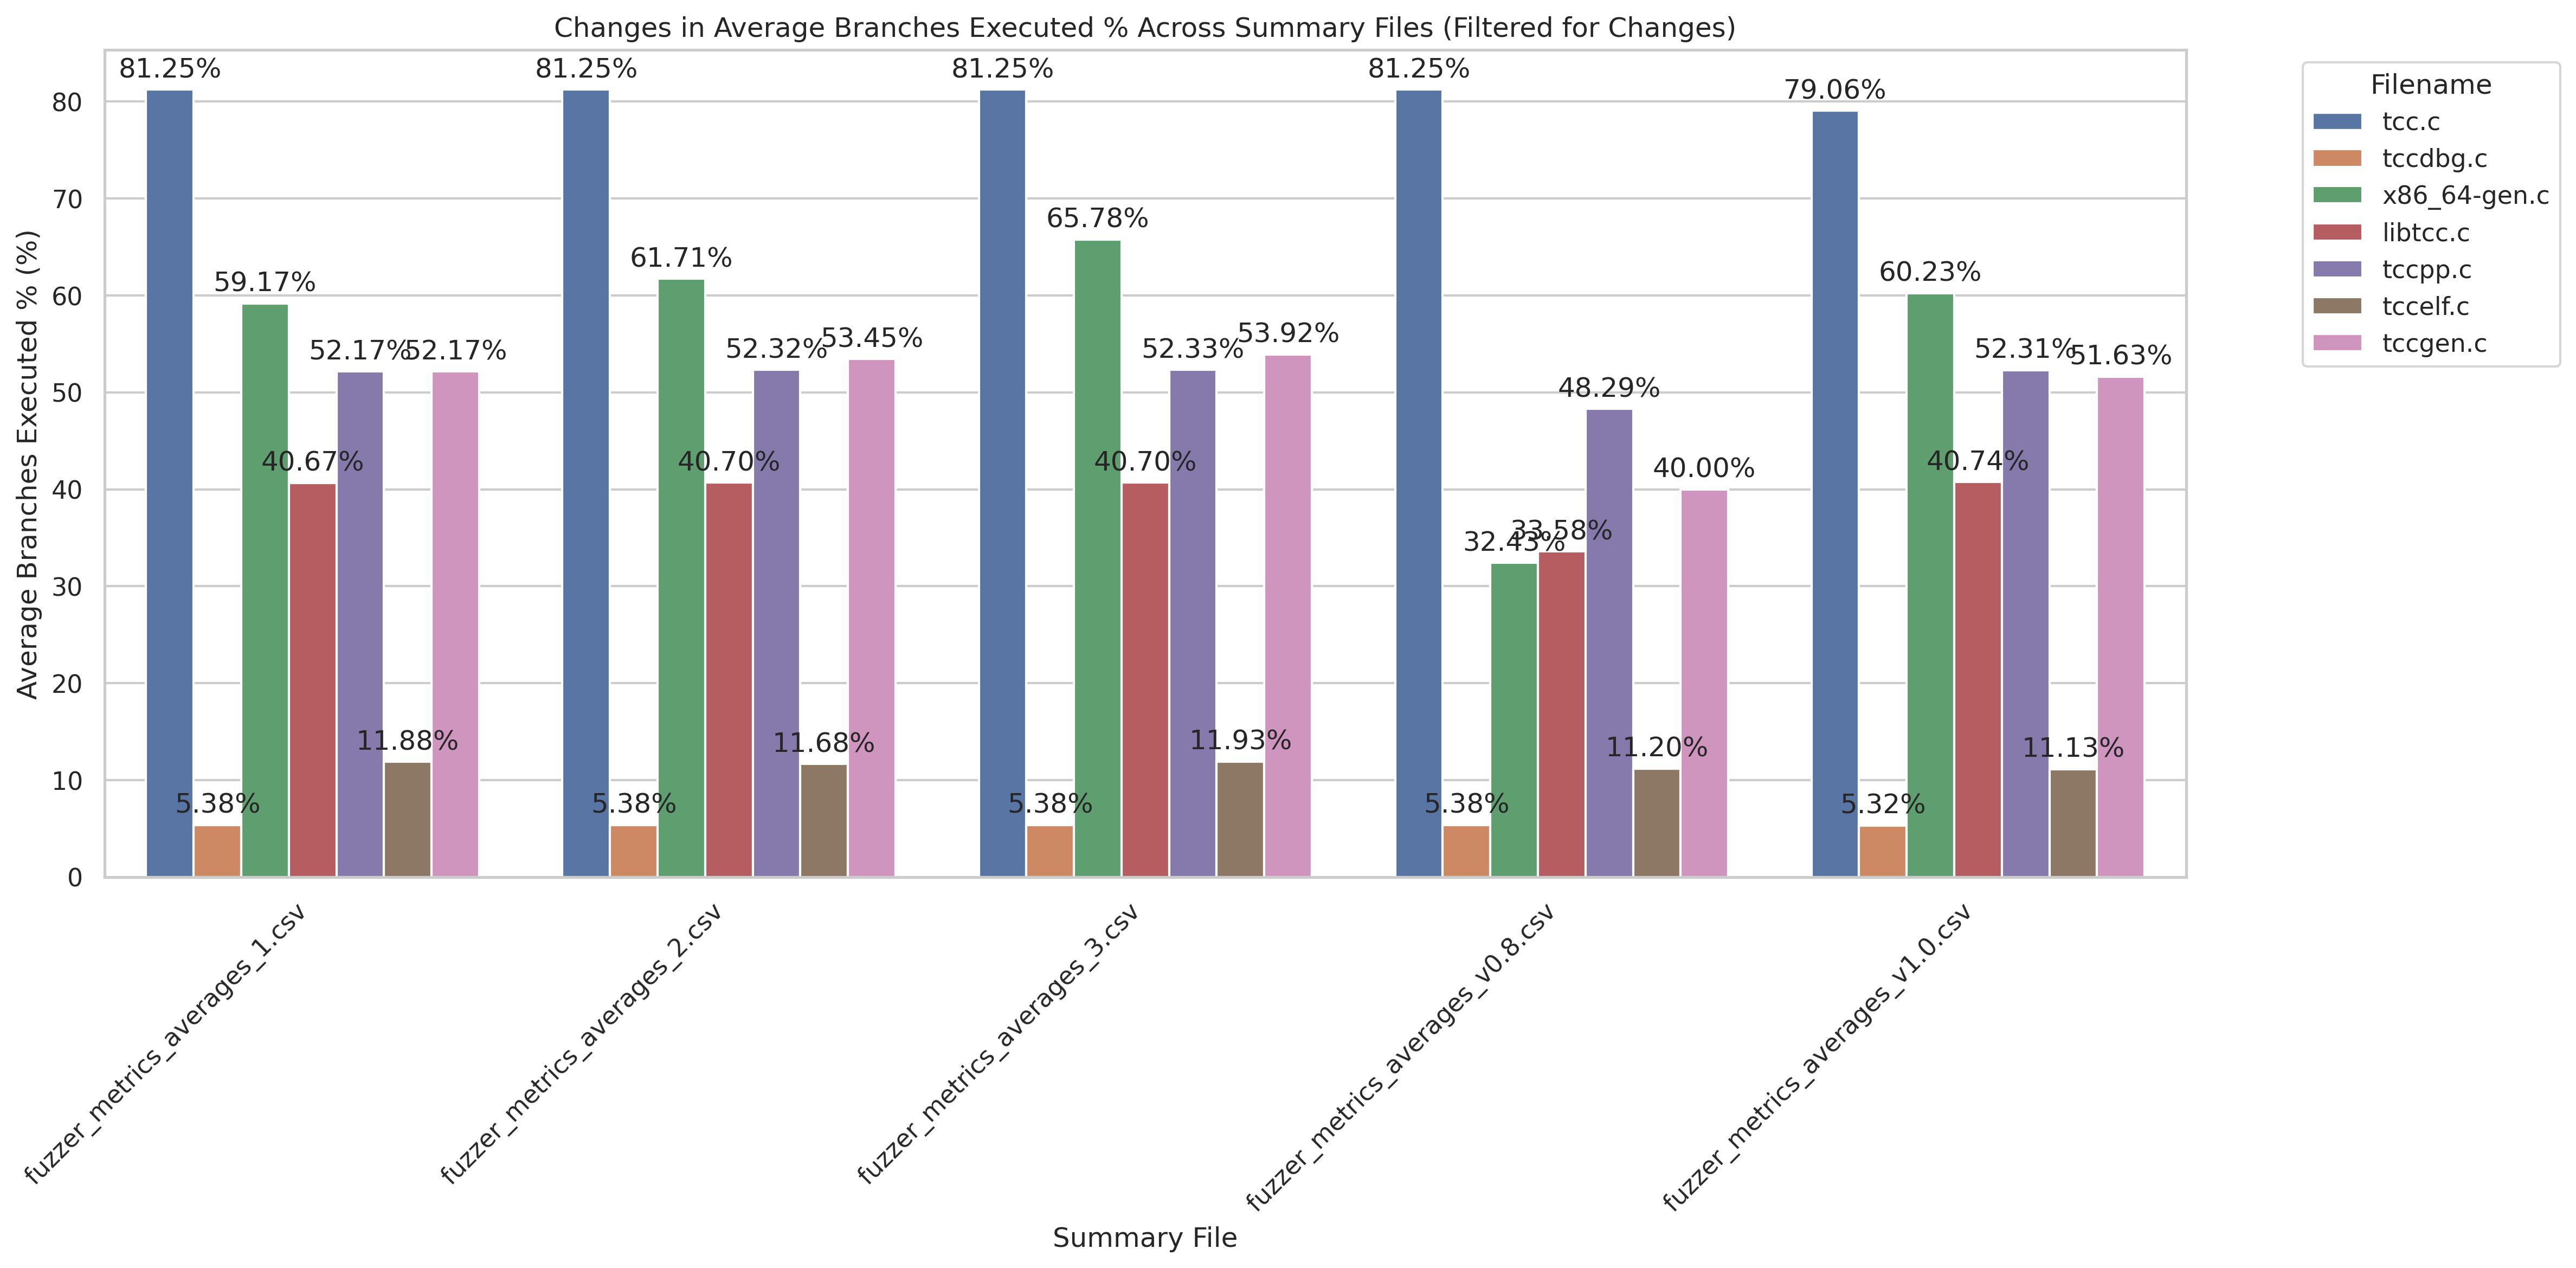 Changes in Average Branches Executed % Across Summary Files (Filtered for Changes)
Average Branches Executed % (%)
80
70
60
50
40
30
20
10
0
81.25%
5.38%
59.17%
40.67%
52.17%
11.88%
52.17%
81.25%
5.38%
61.71%
40.70%
52.32%
11.68%
53.45%
81.25%
5.38%
65.78%
40.70%
52.33%
11.93%
53.92%
81.25%
5.38%
32.43%
33.58%
48.29%
11.20%
40.00%
79.06%
5.32%
60.23%
40.74%
52.31%
11.13%
51.63%
fuzzer_metrics_averages_1.csv
fuzzer_metrics_averages_2.csv
fuzzer_metrics_averages_3.csv
fuzzer_metrics_averages_v0.8.csv
fuzzer_metrics_averages_v1.0.csv
Summary File
Filename
tcc.c
tccdbg.c
x86_64-gen.c
libtcc.c
tccpp.c
tccelf.c
tccgen.c